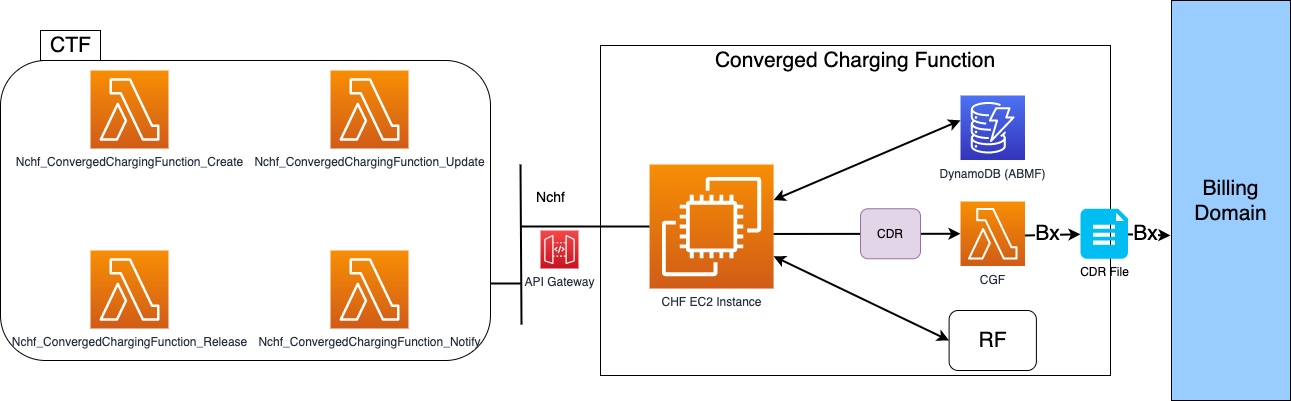 CTF
Nchf_ConvergedChargingFunction_Create
Nchf_ConvergedChargingFunction_Update
Nchf_ConvergedChargingFunction_Release
Nchf_ConvergedChargingFunction_Notify
Nchf
API Gateway
Converged Charging Function
CHF EC2 Instance
DynamoDB (ABMF)
CDR
CGF
Bx
CDR File
Bx
RF
Billing
Domain